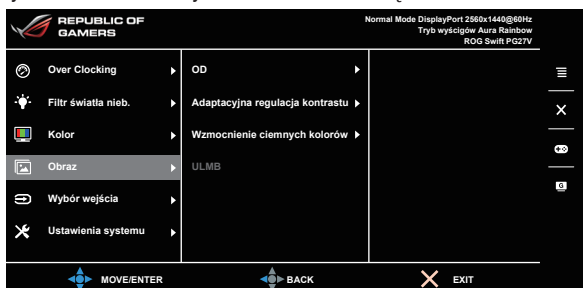 REPUBLIC OF
GAMERS
Normal Mode DisplayPort 2560x1440@60Hz
Tryb wyścigów Aura Rainbow
ROG Swift PG27V
Over Clocking
OD
Filtr światła nieb.
Adaptacyjna regulacja kontrastu
Kolor
Wzmocnienie ciemnych kolorów
Obraz
ULMB
Wybór wejścia
Ustawienia systemu
MOVE/ENTER
BACK
EXIT
G